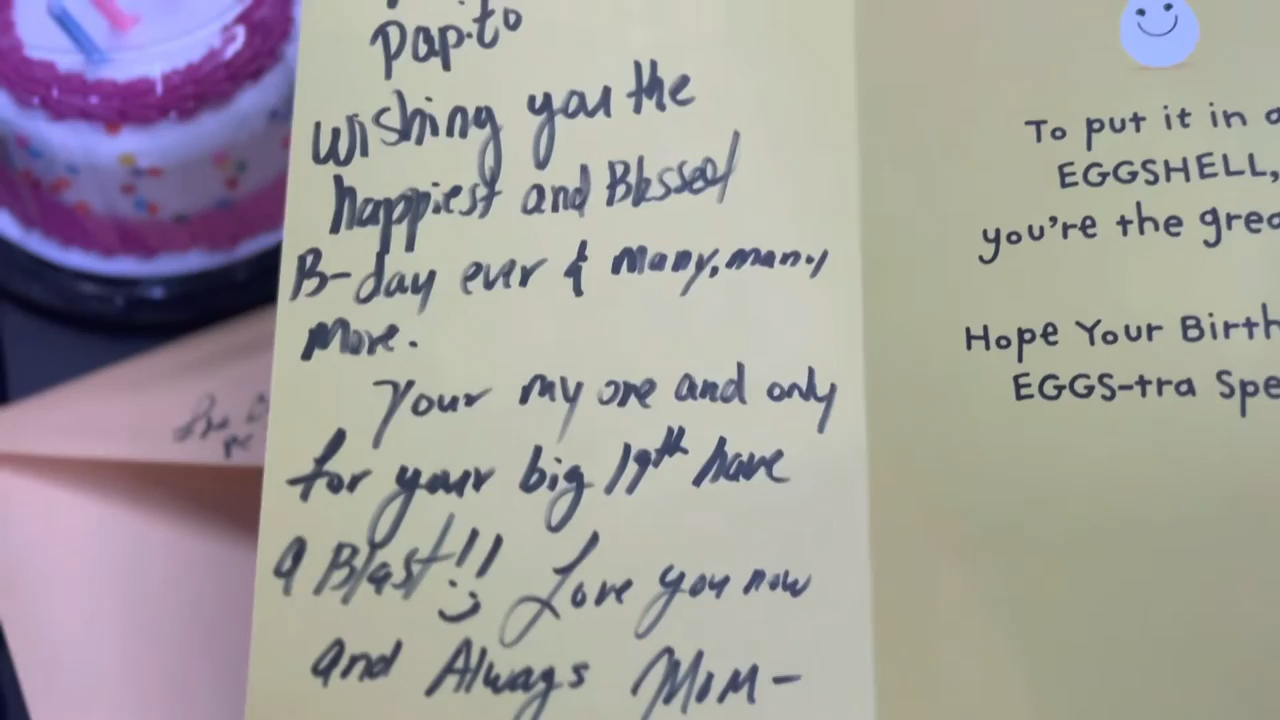 Papito
Wishing you the
happiest and Blessed
B-day ever & many, many
More.
Your my one and only
for your big 19th have
a Blast!! Love you now
and Always Mom-
To put it in a
EGGSHELL,
you're the grea
Hope Your Birth
EGGS-tra Spe